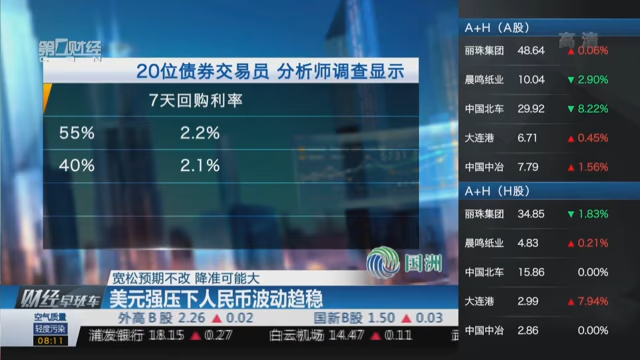 第一财经
高清
20位债券交易员 分析师调查显示
7天回购利率
55% 2.2%
40% 2.1%
国洲
宽松预期不改 降准可能大
财经早班车
美元强压下人民币波动趋稳
空气质量
轻度污染
08:11
外高B股 2.26 ▲0.02 国新B股 1.50 ▲0.03
浦发银行 18.15 ▲0.27 白云机场 14.47 ▲0.11
A+H（A股）
丽珠集团 48.64 ▲0.06%
晨鸣纸业 10.04 ▼2.90%
中国北车 29.92 ▼8.22%
大连港 6.71 ▲0.45%
中国中冶 7.79 ▲1.56%
A+H（H股）
丽珠集团 34.85 ▼1.83%
晨鸣纸业 4.83 ▲0.21%
中国北车 15.86 0.00%
大连港 2.99 ▲7.94%
中国中冶 2.86 0.00%